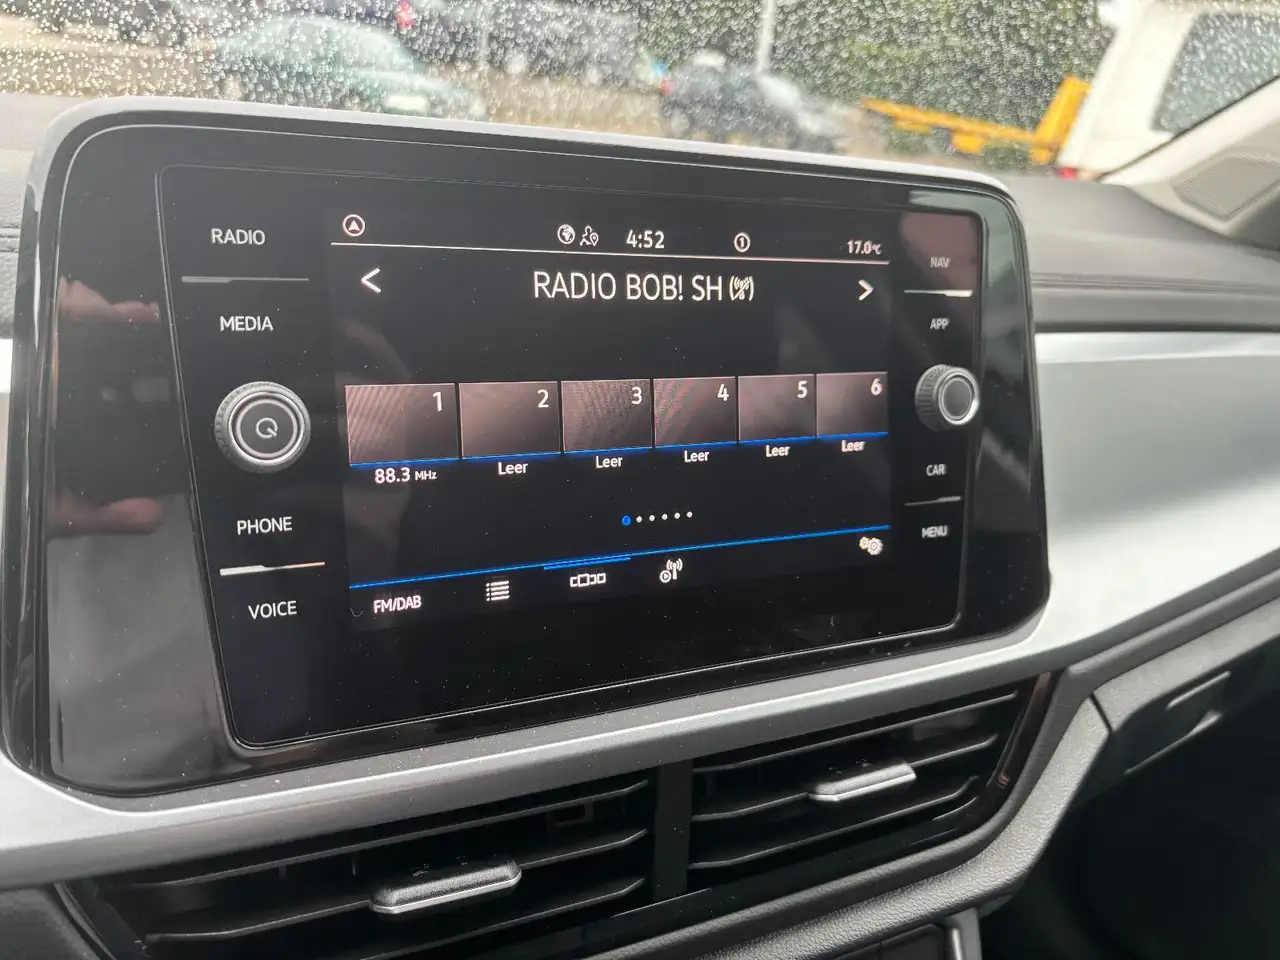 RADIO
MEDIA
PHONE
VOICE
4:52
1
17.0°C
< RADIO BOB! SH >
1
2
3
4
5
6
88.3 MHz
Leer
Leer
Leer
Leer
Leer
FM/DAB
NAV
APP
CAR
MENU